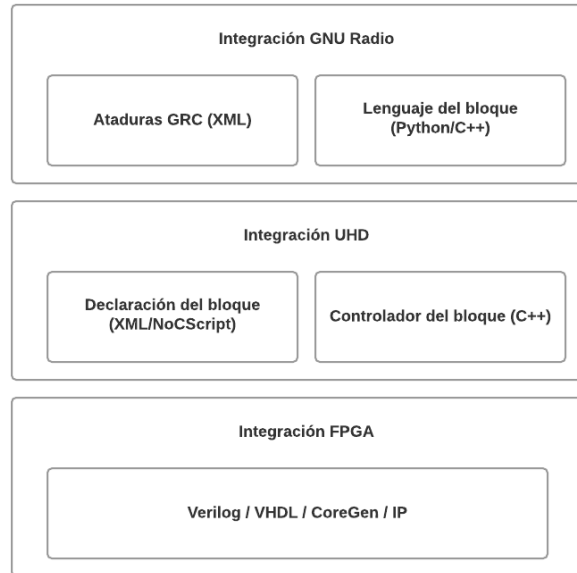 Integración GNU Radio
Ataduras GRC (XML)
Lenguaje del bloque
(Python/C++)
Integración UHD
Declaración del bloque
(XML/NoCScript)
Controlador del bloque (C++)
Integración FPGA
Verilog / VHDL / CoreGen / IP